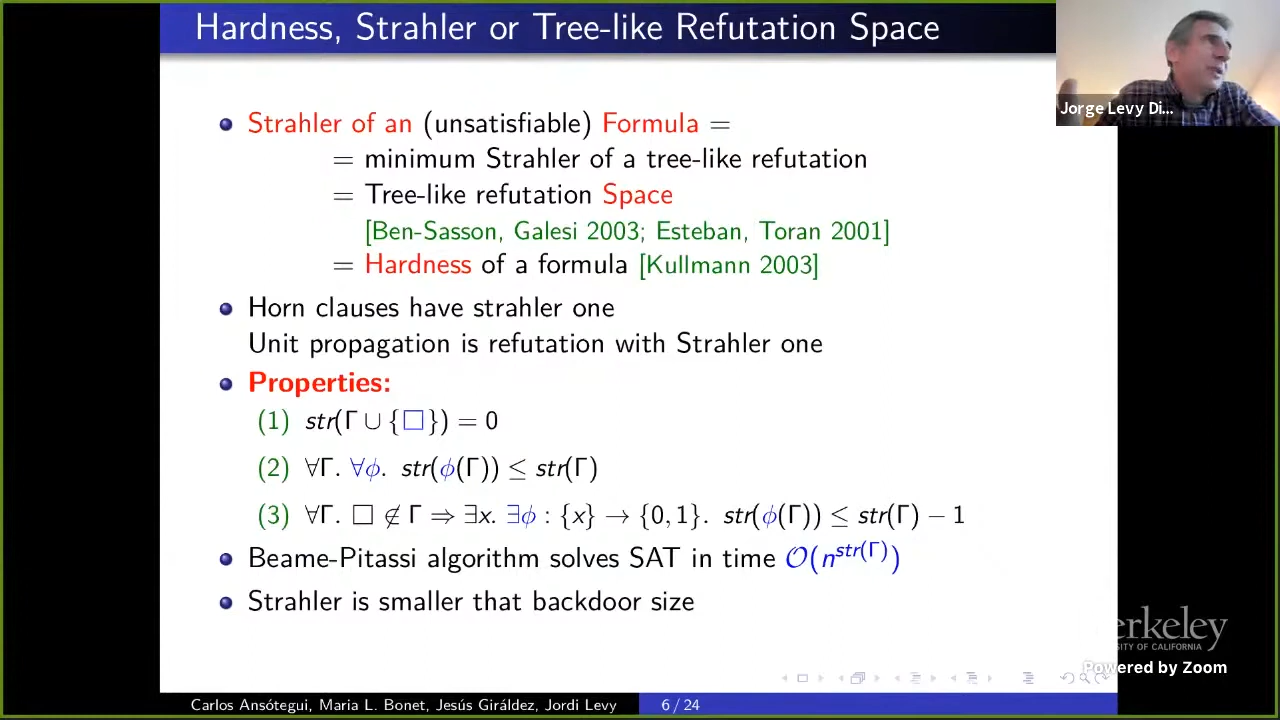 Hardness, Strahler or Tree-like Refutation Space
Jorge Levy Di...
Strahler of an (unsatisfiable) Formula =
= minimum Strahler of a tree-like refutation
= Tree-like refutation Space
[Ben-Sasson, Galesi 2003; Esteban, Toran 2001]
= Hardness of a formula [Kullmann 2003]
Horn clauses have strahler one
Unit propagation is refutation with Strahler one
Properties:
(1) str(Γ ∪ {□}) = 0
(2) ∀Γ. ∀ϕ. str(ϕ(Γ)) ≤ str(Γ)
(3) ∀Γ. □ ∉ Γ ⇒ ∃x. ∃ϕ : {x} → {0, 1}. str(ϕ(Γ)) ≤ str(Γ) − 1
Beame-Pitassi algorithm solves SAT in time O(n^str(Γ))
Strahler is smaller that backdoor size
erkeley
SITY OF CALIFORNIA
Powered by Zoom
Carlos Ansótegui, Maria L. Bonet, Jesús Giráldez, Jordi Levy
6 / 24